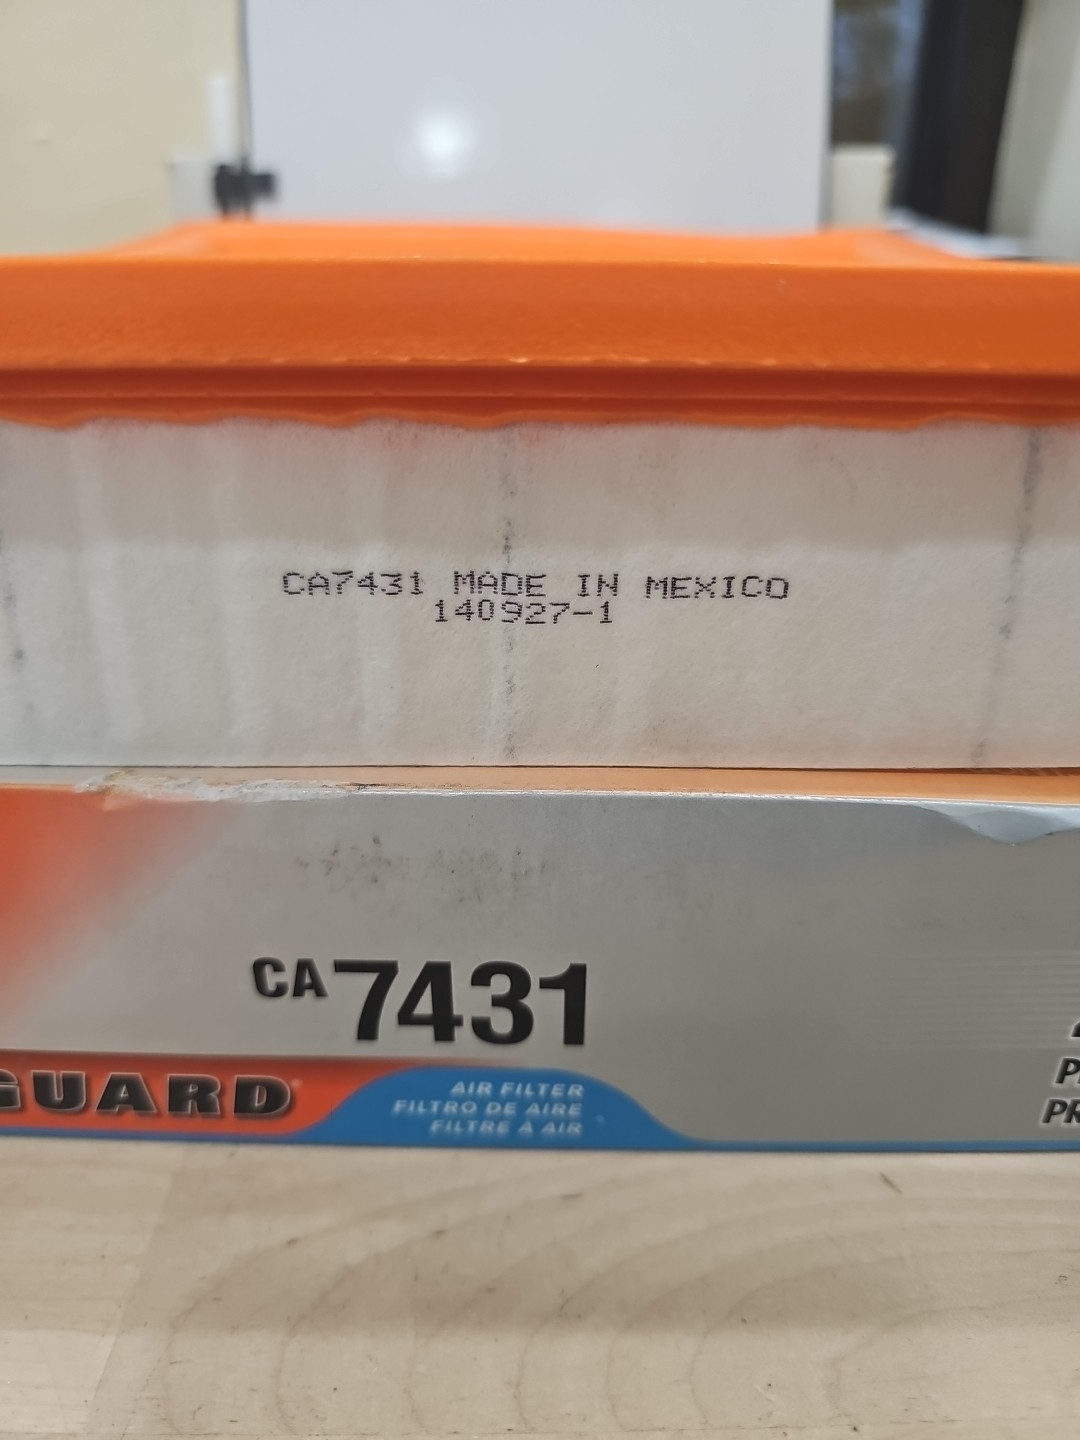 CA7431 MADE IN MEXICO
140927-1
CA7431
GUARD
AIR FILTER
FILTRO DE AIRE
FILTRE À AIR